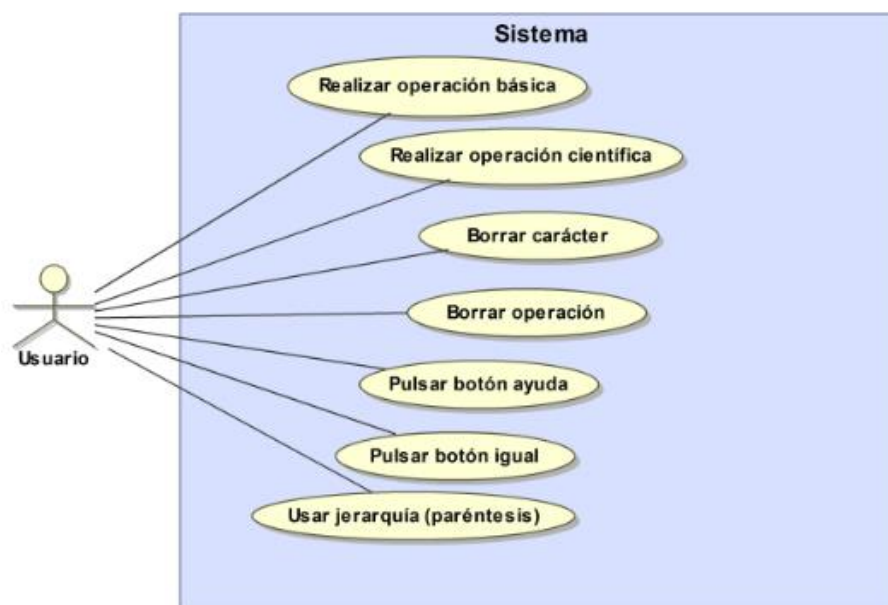 Sistema
Realizar operación básica
Realizar operación científica
Borrar carácter
Borrar operación
Usuario
Pulsar botón ayuda
Pulsar botón igual
Usar jerarquía (paréntesis)